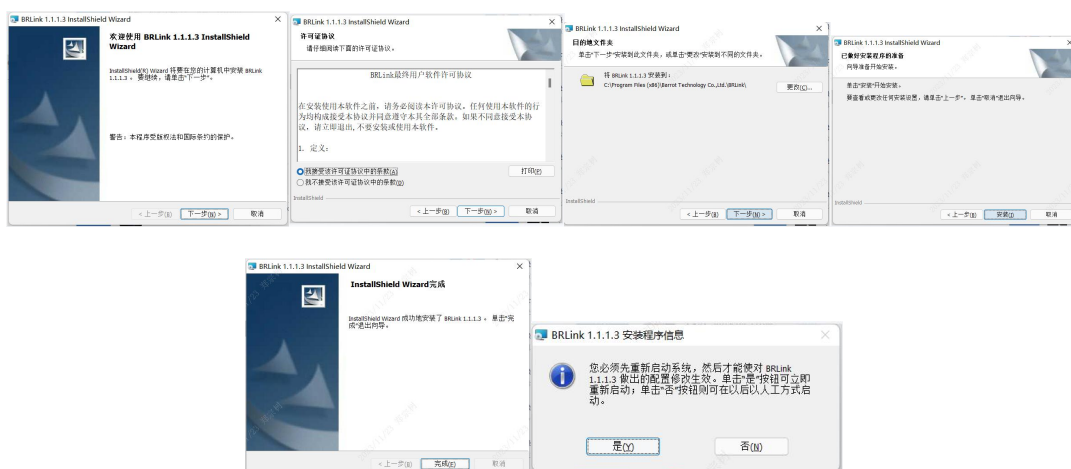 BRLink 1.1.1.3 InstallShield Wizard
欢迎使用 BRLink 1.1.1.3 InstallShield
Wizard
InstallShield(R) Wizard 将要在您的计算机中安装 BRLink
1.1.1.3 。 要继续，请单击“下一步”。
警告：本程序受版权法和国际条约的保护。
< 上一步(B)
下一步(N) >
取消
BRLink 1.1.1.3 InstallShield Wizard
许可证协议
请仔细阅读下面的许可证协议。
BRLink最终用户软件许可协议
在安装使用本软件之前，请务必阅读本许可协议。任何使用本软件的行
为均构成接受本协议并同意遵守本其全部条款。如果不同意接受本协
议，请立即退出，不要安装或使用本软件。
1. 定义：
我接受该许可证协议中的条款(A)
我不接受该许可证协议中的条款(D)
打印(P)
InstallShield
< 上一步(B)
下一步(N) >
取消
BRLink 1.1.1.3 InstallShield Wizard
目的地文件夹
单击“下一步”安装到此文件夹，或单击“更改”安装到不同的文件夹。
将 BRLink 1.1.1.3 安装到：
C:\Program Files (x86)\Barrot Technology Co.,Ltd.\BRLink\
更改(C)...
InstallShield
< 上一步(B)
下一步(N) >
取消
BRLink 1.1.1.3 InstallShield Wizard
已做好安装程序的准备
向导准备开始安装。
单击“安装”开始安装。
要查看或更改任何安装设置，请单击“上一步”。单击“取消”退出向导。
InstallShield
< 上一步(B)
安装(I)
取消
BRLink 1.1.1.3 InstallShield Wizard
InstallShield Wizard完成
InstallShield Wizard 成功地安装了 BRLink 1.1.1.3 。 单击“完
成”退出向导。
< 上一步(B)
完成(F)
取消
BRLink 1.1.1.3 安装程序信息
您必须先重新启动系统，然后才能使对 BRLink
1.1.1.3 做出的配置修改生效。单击“是”按钮可立即
重新启动；单击“否”按钮则可在以后以人工方式启
动。
是(Y)
否(N)